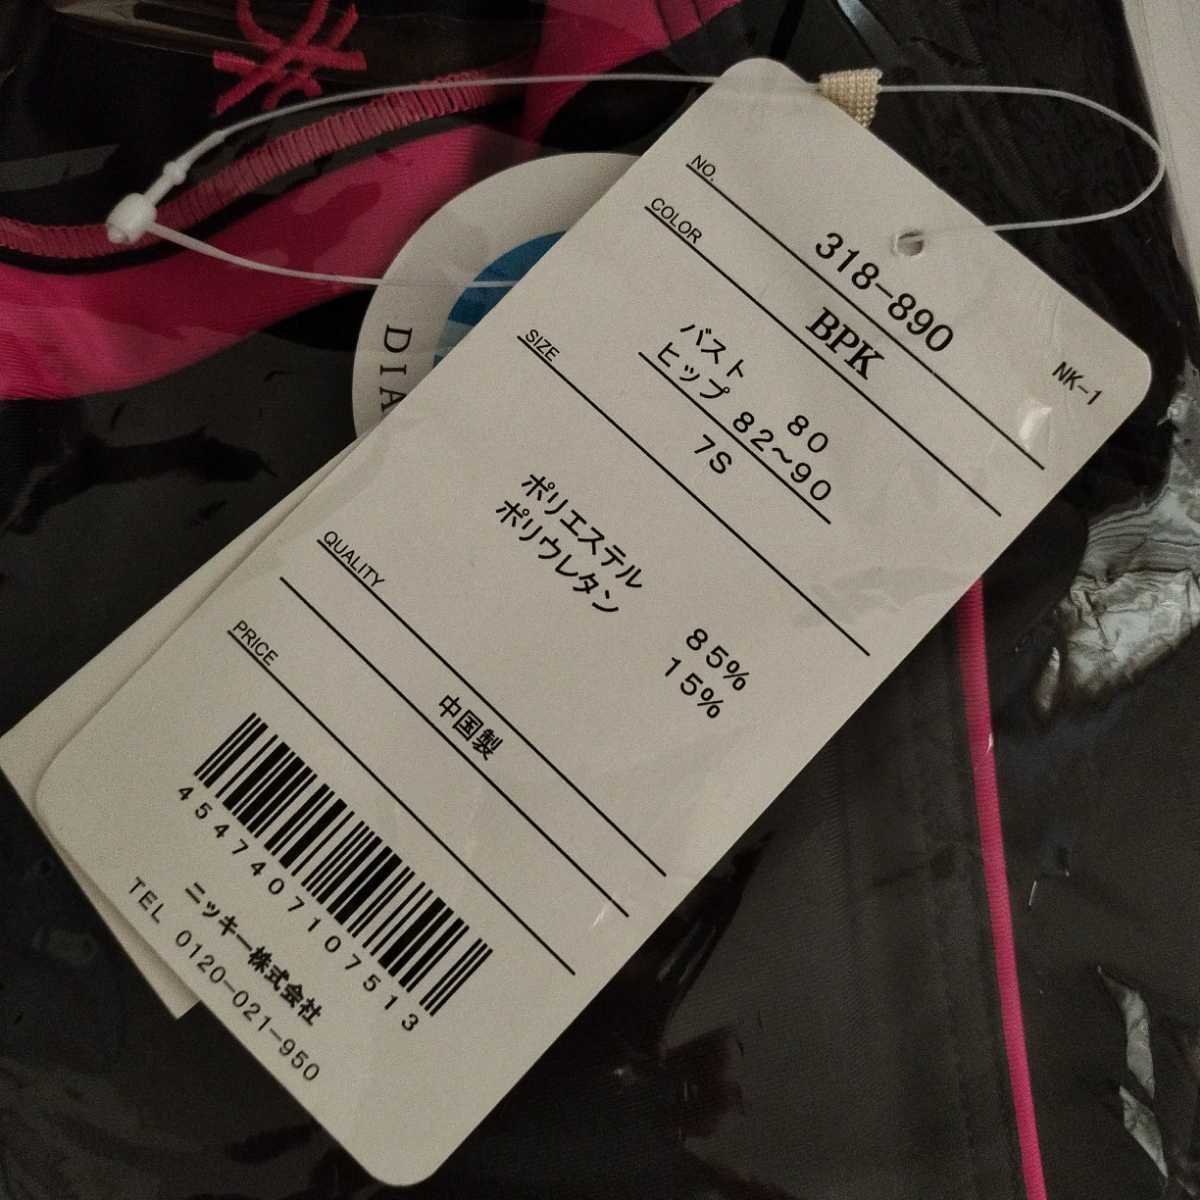 NO.
318-890
COLOR
BPK
NK-1
バスト 80
ヒップ 82~90
SIZE
7S
ポリエステル 85%
ポリウレタン 15%
QUALITY
中国製
PRICE
4547407107513
ニッキー株式会社
TEL 0120-021-950
DIA